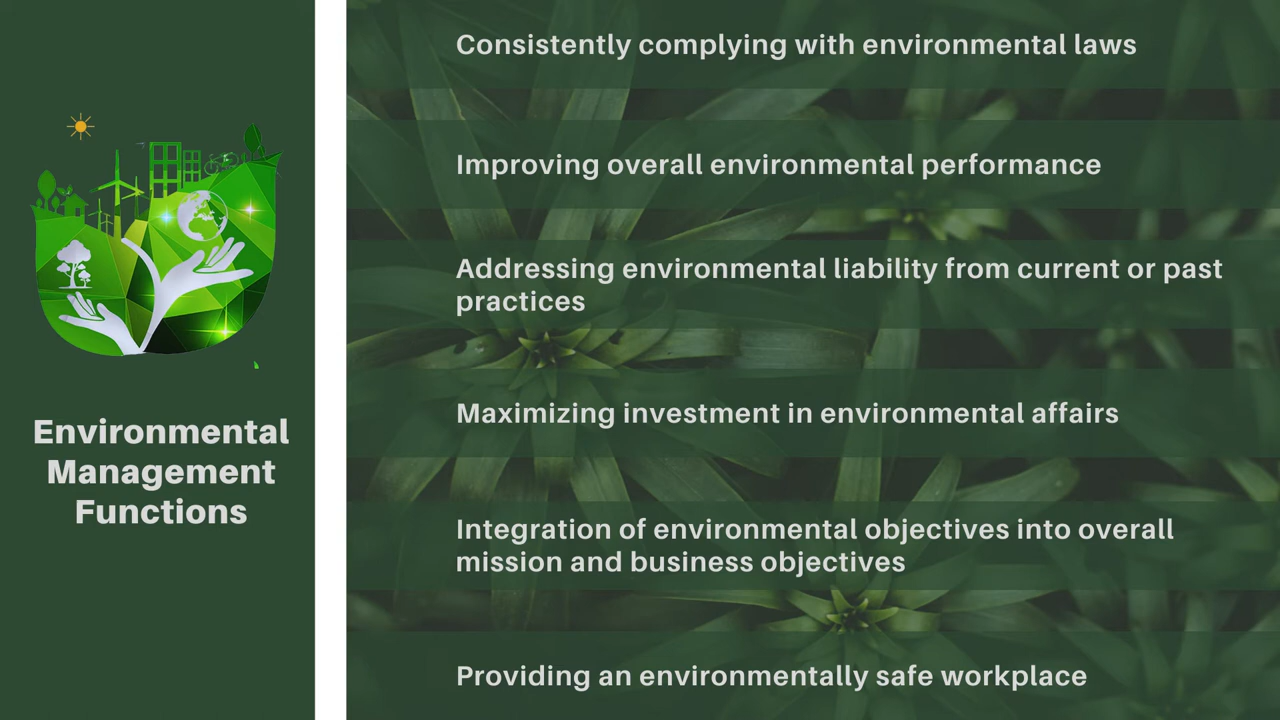 Environmental
Management
Functions
Consistently complying with environmental laws
Improving overall environmental performance
Addressing environmental liability from current or past
practices
Maximizing investment in environmental affairs
Integration of environmental objectives into overall
mission and business objectives
Providing an environmentally safe workplace